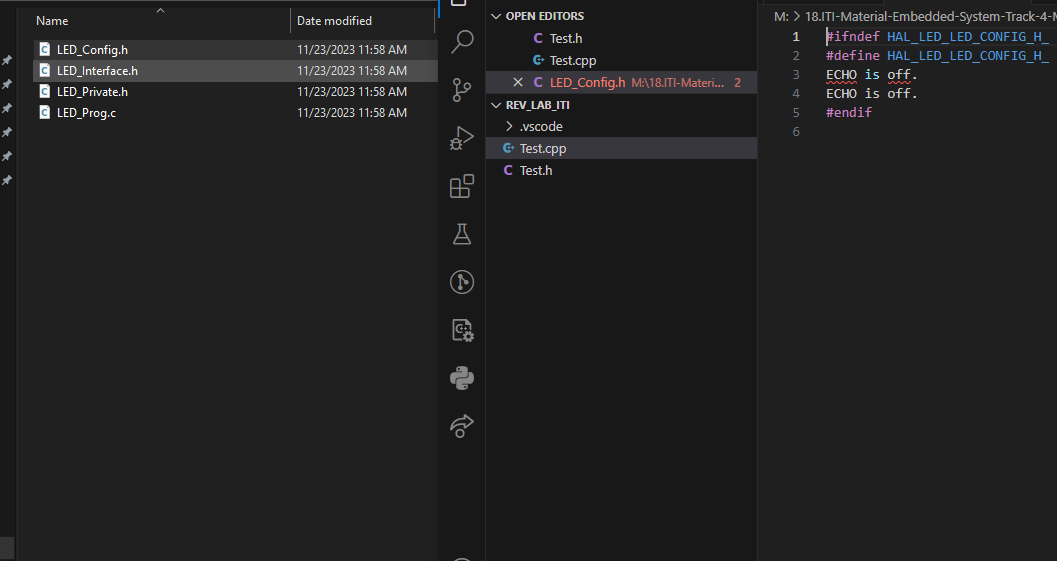 Name Date modified
LED_Config.h 11/23/2023 11:58 AM
LED_Interface.h 11/23/2023 11:58 AM
LED_Private.h 11/23/2023 11:58 AM
LED_Prog.c 11/23/2023 11:58 AM
OPEN EDITORS
C Test.h
Test.cpp
C LED_Config.h M:\18.ITI-Materi... 2
REV_LAB_ITI
.vscode
Test.cpp
C Test.h
M: > 18.ITI-Material-Embedded-System-Track-4-M
1 #ifndef HAL_LED_LED_CONFIG_H_
2 #define HAL_LED_LED_CONFIG_H_
3 ECHO is off.
4 ECHO is off.
5 #endif
6